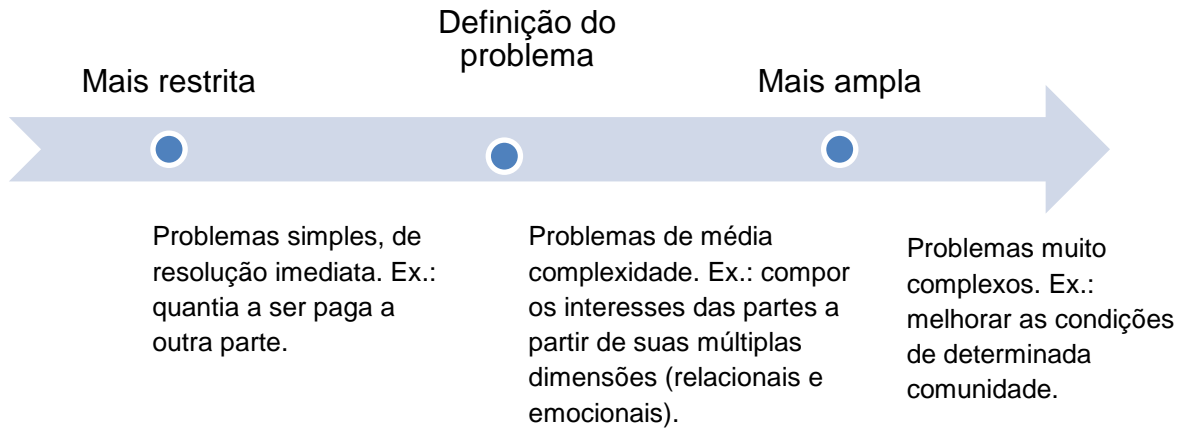 Definição do
problema
Mais restrita
Mais ampla
Problemas simples, de
resolução imediata. Ex.:
quantia a ser paga a
outra parte.
Problemas de média
complexidade. Ex.: compor
os interesses das partes a
partir de suas múltiplas
dimensões (relacionais e
emocionais).
Problemas muito
complexos. Ex.:
melhorar as condições
de determinada
comunidade.